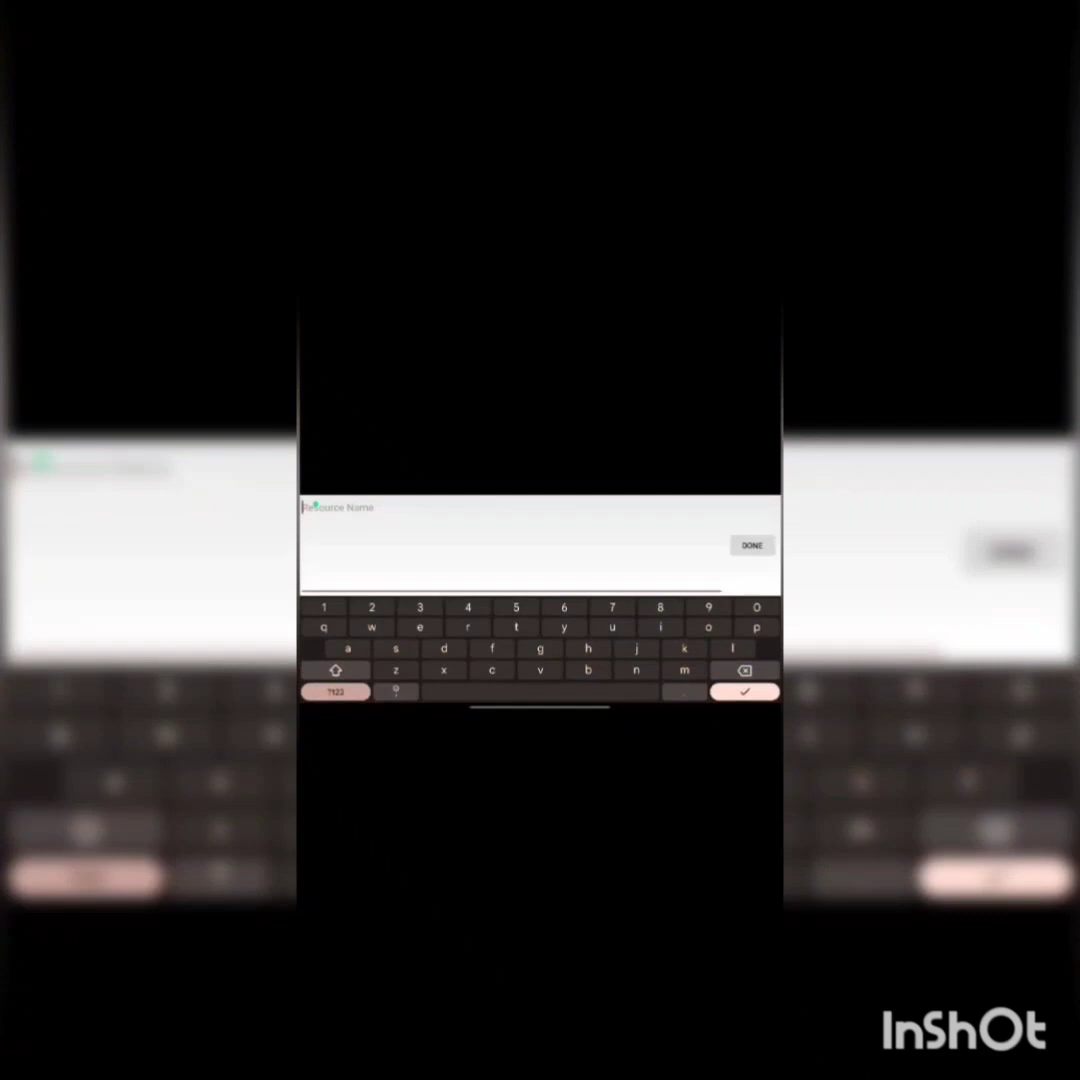 Resource Name
DONE
1 2 3 4 5 6 7 8 9 0
q w e r t y u i o p
a s d f g h j k l
z x c v b n m
?123 , .
InShOt